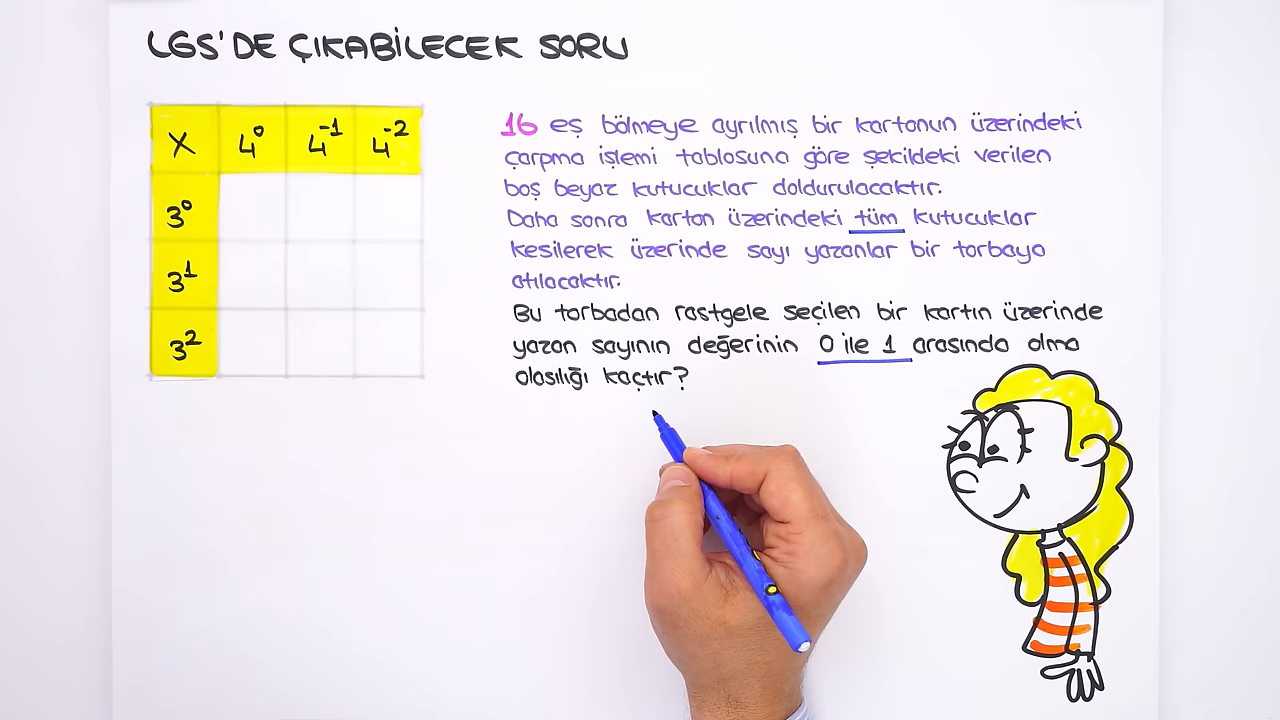 LGS'DE ÇIKABİLECEK SORU
X 4⁰ 4⁻¹ 4⁻²
3⁰
3¹
3²
16 eş bölmeye ayrılmış bir kartonun üzerindeki
çarpma işlemi tablosuna göre şekildeki verilen
boş beyaz kutucuklar doldurulacaktır.
Daha sonra karton üzerindeki tüm kutucuklar
kesilerek üzerinde sayı yazanlar bir torbaya
atılacaktır.
Bu torbadan rastgele seçilen bir kartın üzerinde
yazan sayının değerinin 0 ile 1 arasında olma
olasılığı kaçtır?